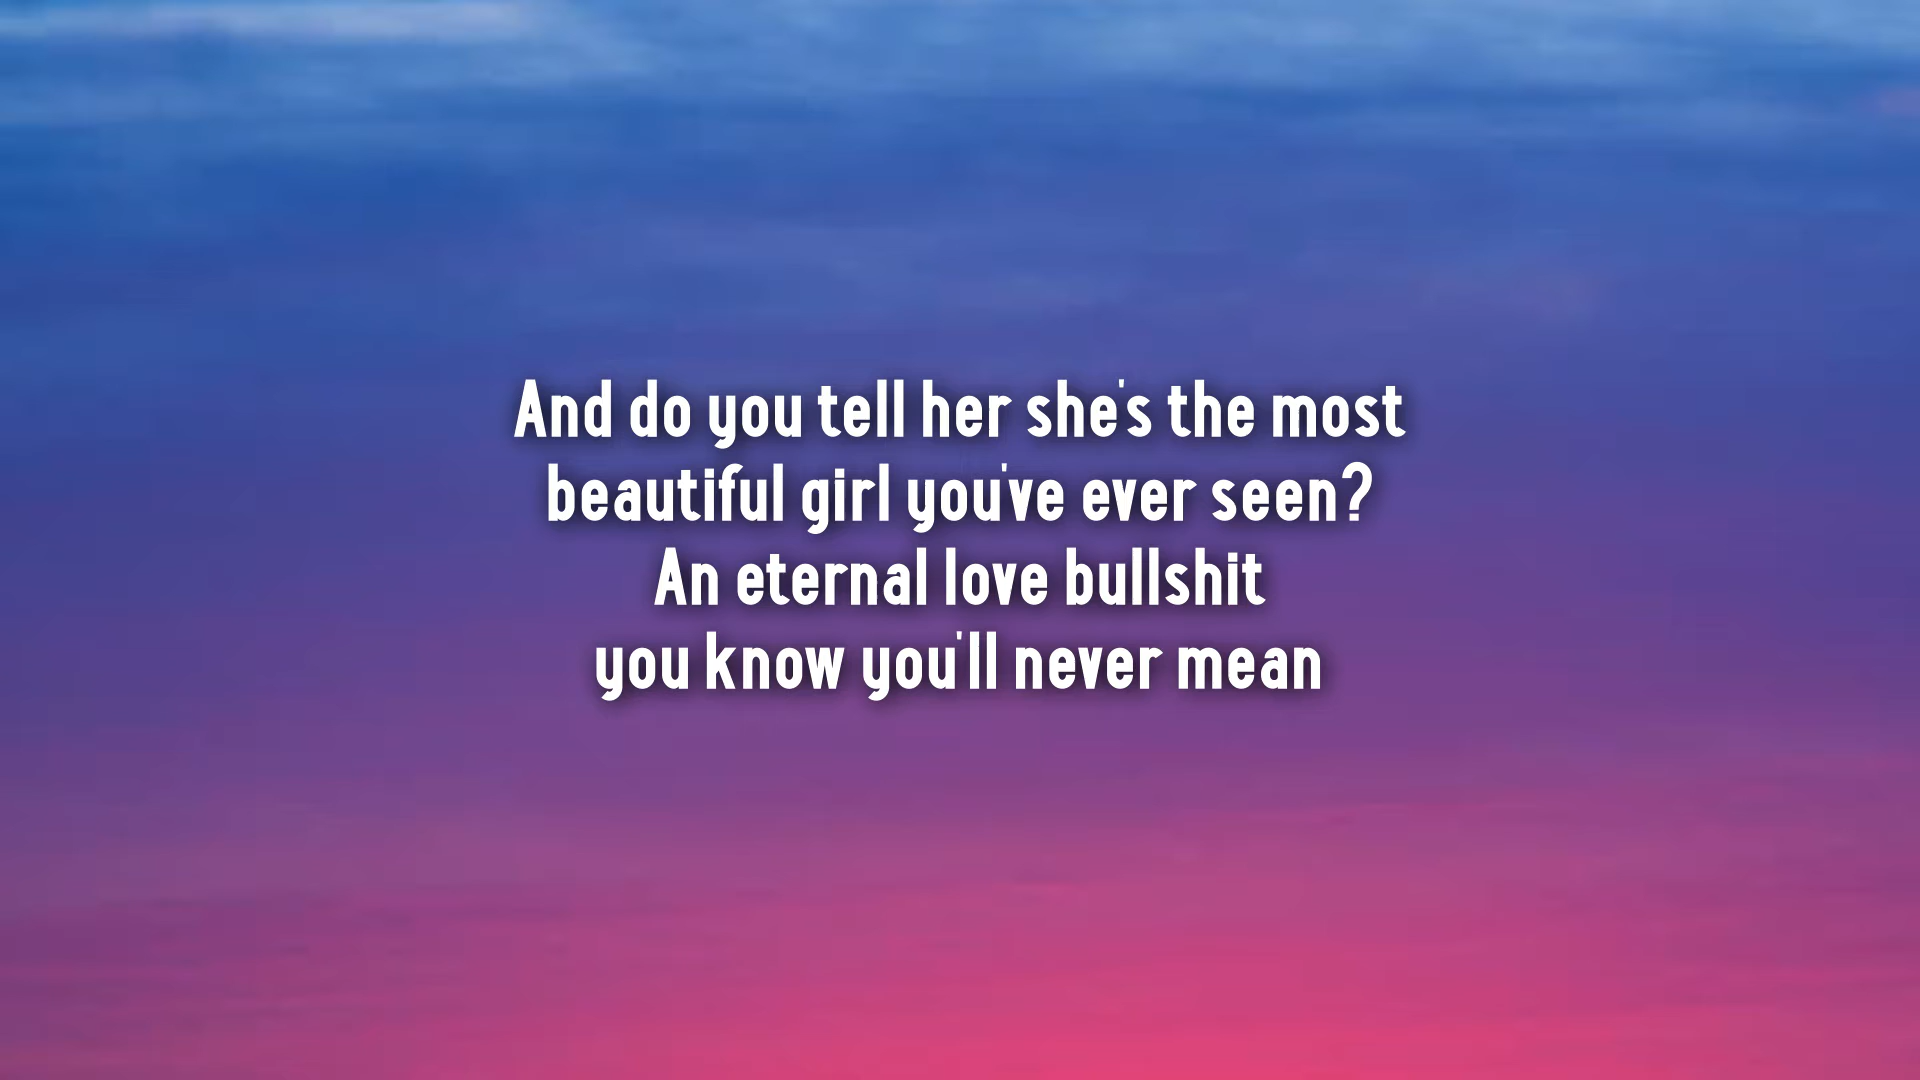 And do you tell her she's the most
beautiful girl you've ever seen?
An eternal love bullshit
you know you'll never mean